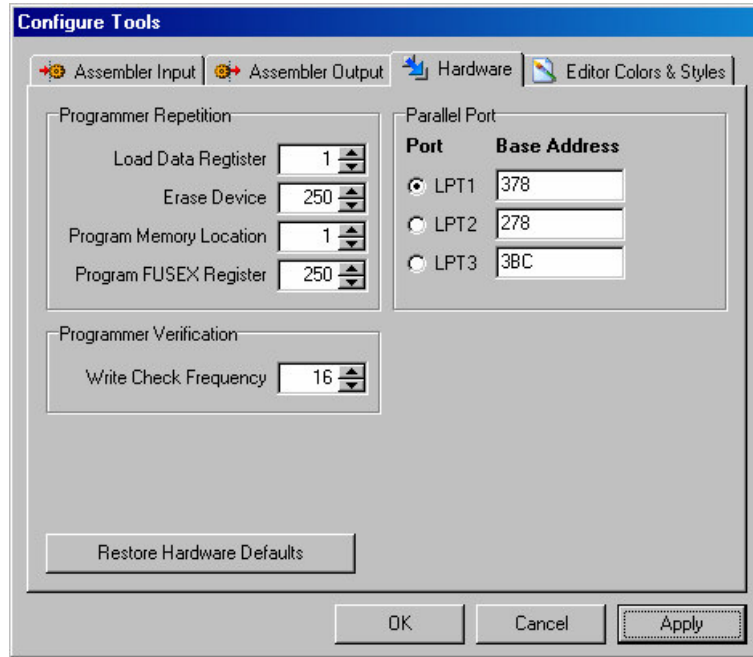 Configure Tools
Assembler Input Assembler Output Hardware Editor Colors & Styles
Programmer Repetition
Load Data Regtister 1
Erase Device 250
Program Memory Location 1
Program FUSEX Register 250
Parallel Port
Port Base Address
LPT1 378
LPT2 278
LPT3 3BC
Programmer Verification
Write Check Frequency 16
Restore Hardware Defaults
OK Cancel Apply